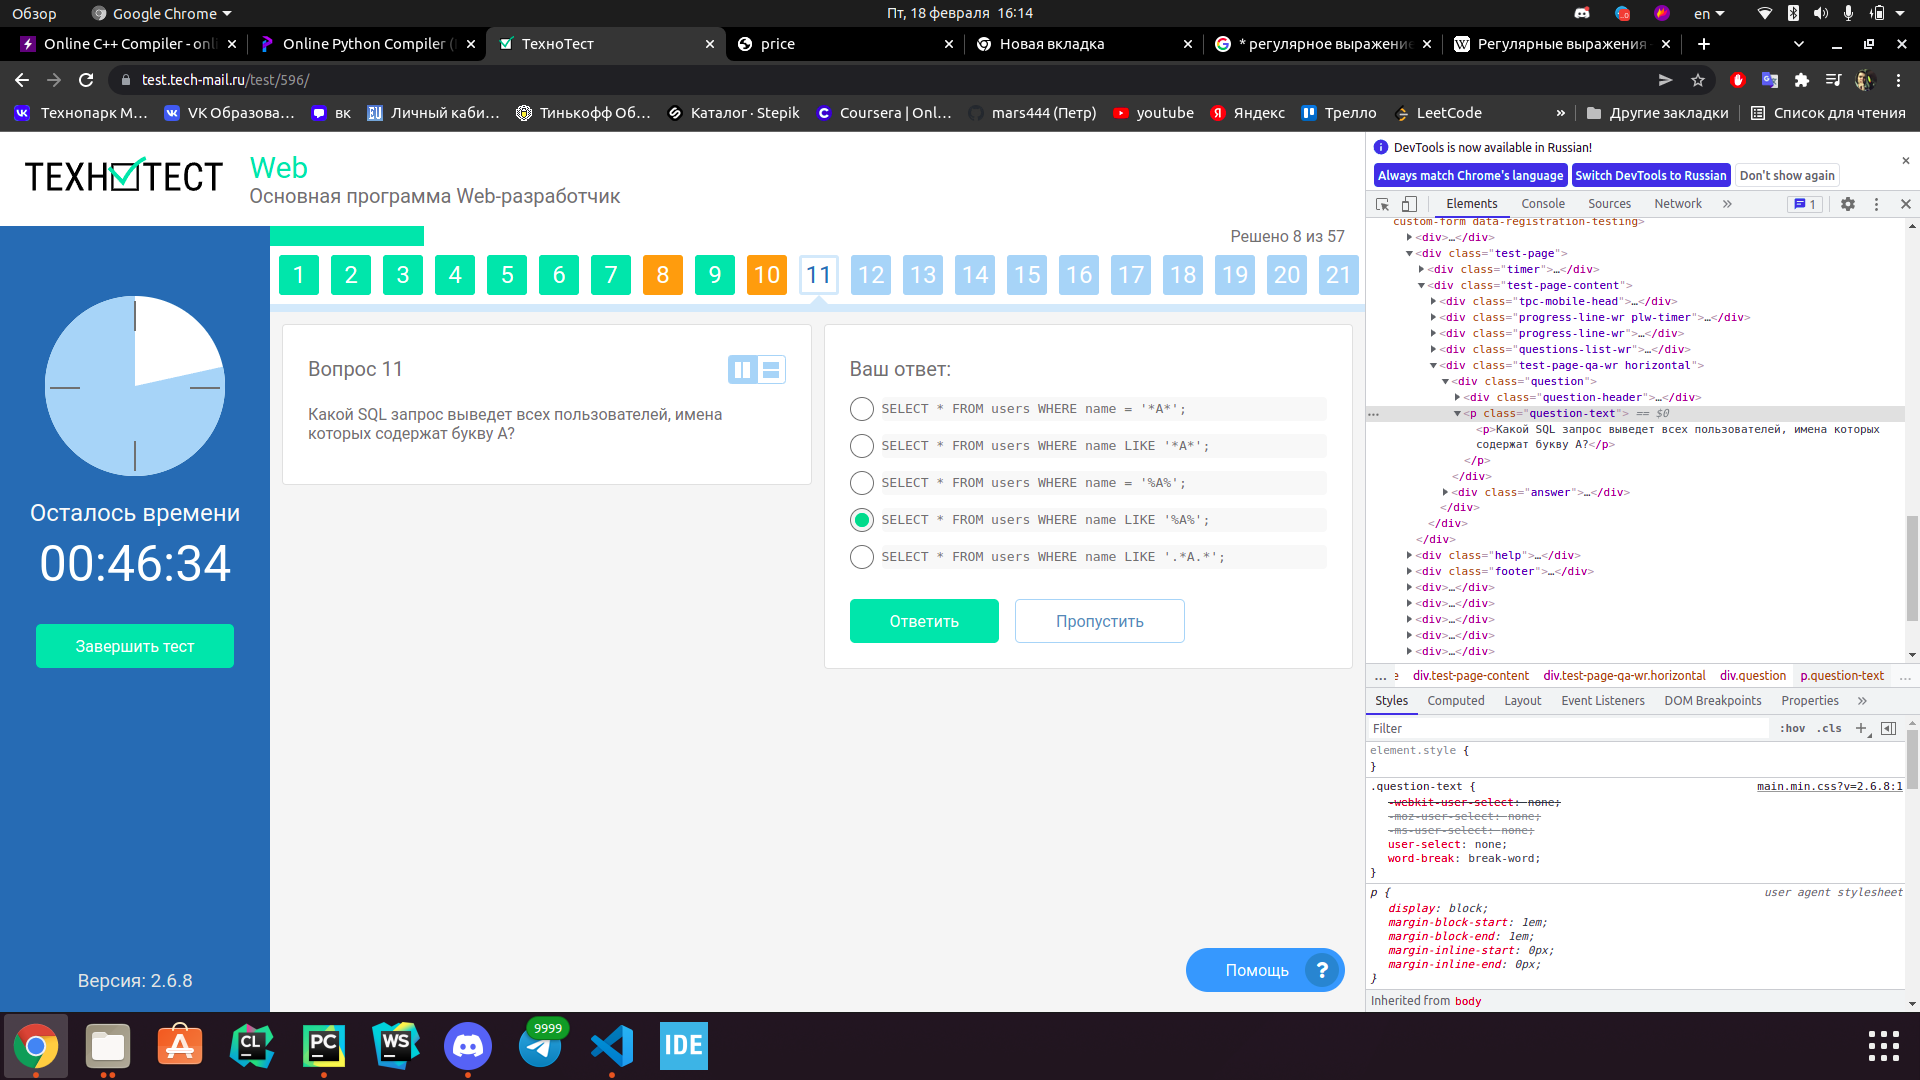 Обзор
Google Chrome
Пт, 18 февраля 16:14
en
Online C++ Compiler - onli
Online Python Compiler (
ТехноТест
price
Новая вкладка
* регулярное выражение
Регулярные выражения
test.tech-mail.ru/test/596/
Технопарк M…
VK Образова…
вк
Личный каби…
Тинькофф Об…
Каталог · Stepik
Coursera | Onl…
mars444 (Петр)
youtube
Яндекс
Трелло
LeetCode
»
Другие закладки
Список для чтения
ТЕХНОТЕСТ
Web
Основная программа Web-разработчик
Решено 8 из 57
1 2 3 4 5 6 7 8 9 10 11 12 13 14 15 16 17 18 19 20 21
Осталось времени
00:46:34
Завершить тест
Версия: 2.6.8
Вопрос 11
Какой SQL запрос выведет всех пользователей, имена
которых содержат букву А?
Ваш ответ:
SELECT * FROM users WHERE name = '*A*';
SELECT * FROM users WHERE name LIKE '*A*';
SELECT * FROM users WHERE name = '%A%';
SELECT * FROM users WHERE name LIKE '%A%';
SELECT * FROM users WHERE name LIKE '.*A.*';
Ответить
Пропустить
Помощь ?
DevTools is now available in Russian!
Always match Chrome's language
Switch DevTools to Russian
Don't show again
Elements
Console
Sources
Network
»
1
custom-form data-registration-testing>
<div>…</div>
<div class="test-page">
<div class="timer">…</div>
<div class="test-page-content">
<div class="tpc-mobile-head">…</div>
<div class="progress-line-wr plw-timer">…</div>
<div class="progress-line-wr">…</div>
<div class="questions-list-wr">…</div>
<div class="test-page-qa-wr horizontal">
<div class="question">
<div class="question-header">…</div>
<p class="question-text"> == $0
<p>Какой SQL запрос выведет всех пользователей, имена которых
содержат букву А?</p>
</p>
</div>
<div class="answer">…</div>
</div>
</div>
</div>
<div class="help">…</div>
<div class="footer">…</div>
<div>…</div>
<div>…</div>
<div>…</div>
<div>…</div>
<div>…</div>
… e div.test-page-content div.test-page-qa-wr.horizontal div.question p.question-text …
Styles
Computed
Layout
Event Listeners
DOM Breakpoints
Properties
»
Filter
:hov .cls +
element.style {
}
.question-text {
main.min.css?v=2.6.8:1
-webkit-user-select: none;
-moz-user-select: none;
-ms-user-select: none;
user-select: none;
word-break: break-word;
}
p {
user agent stylesheet
display: block;
margin-block-start: 1em;
margin-block-end: 1em;
margin-inline-start: 0px;
margin-inline-end: 0px;
}
Inherited from body
CL
PC
WS
9999
IDE